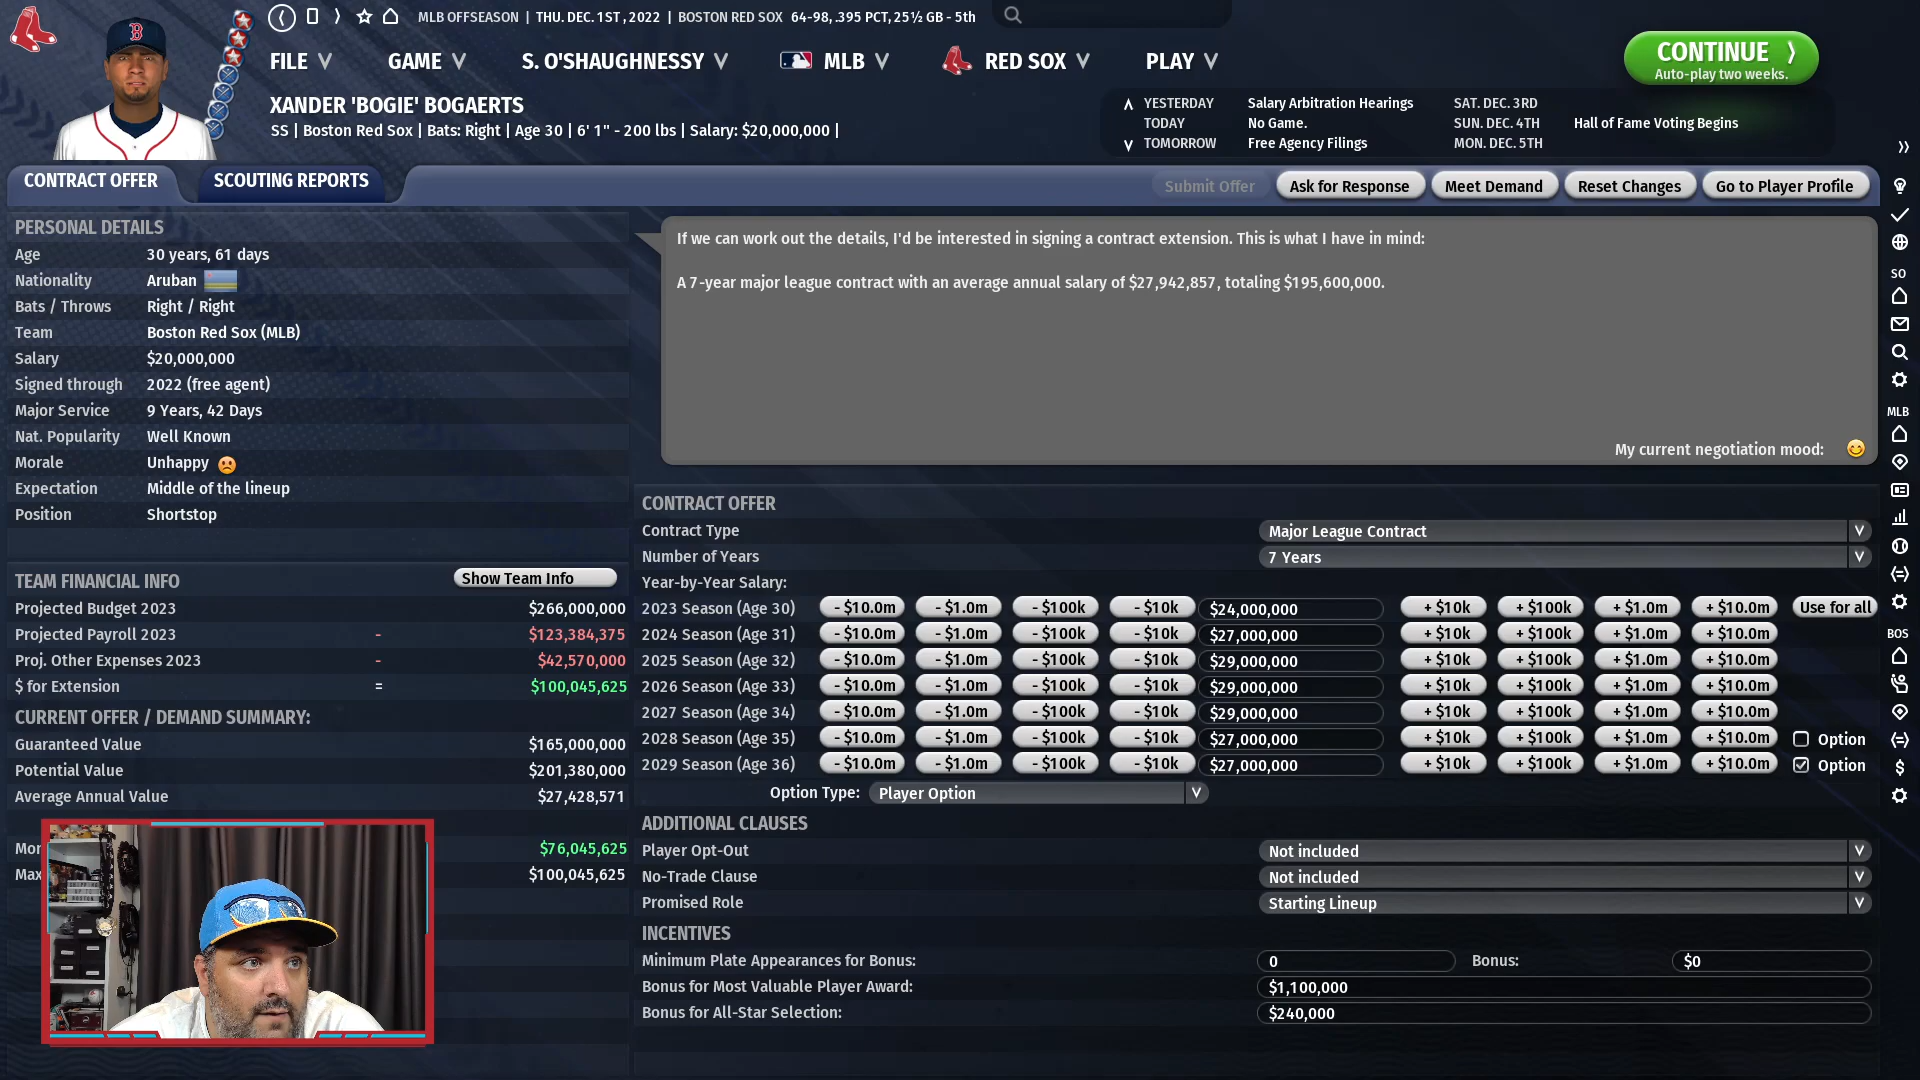 MLB OFFSEASON | THU. DEC. 1ST , 2022 | BOSTON RED SOX 64-98, .395 PCT, 25½ GB - 5th
FILE GAME S. O'SHAUGHNESSY MLB RED SOX PLAY
CONTINUE
Auto-play two weeks.
XANDER 'BOGIE' BOGAERTS
SS | Boston Red Sox | Bats: Right | Age 30 | 6' 1" - 200 lbs | Salary: $20,000,000 |
YESTERDAY Salary Arbitration Hearings SAT. DEC. 3RD
TODAY No Game. SUN. DEC. 4TH Hall of Fame Voting Begins
TOMORROW Free Agency Filings MON. DEC. 5TH
CONTRACT OFFER SCOUTING REPORTS
Submit Offer Ask for Response Meet Demand Reset Changes Go to Player Profile
PERSONAL DETAILS
Age 30 years, 61 days
Nationality Aruban
Bats / Throws Right / Right
Team Boston Red Sox (MLB)
Salary $20,000,000
Signed through 2022 (free agent)
Major Service 9 Years, 42 Days
Nat. Popularity Well Known
Morale Unhappy
Expectation Middle of the lineup
Position Shortstop
If we can work out the details, I'd be interested in signing a contract extension. This is what I have in mind:
A 7-year major league contract with an average annual salary of $27,942,857, totaling $195,600,000.
My current negotiation mood:
TEAM FINANCIAL INFO Show Team Info
Projected Budget 2023 $266,000,000
Projected Payroll 2023 - $123,384,375
Proj. Other Expenses 2023 - $42,570,000
$ for Extension = $100,045,625
CURRENT OFFER / DEMAND SUMMARY:
Guaranteed Value $165,000,000
Potential Value $201,380,000
Average Annual Value $27,428,571
Mor $76,045,625
Max $100,045,625
CONTRACT OFFER
Contract Type Major League Contract
Number of Years 7 Years
Year-by-Year Salary:
2023 Season (Age 30) - $10.0m - $1.0m - $100k - $10k $24,000,000 + $10k + $100k + $1.0m + $10.0m Use for all
2024 Season (Age 31) - $10.0m - $1.0m - $100k - $10k $27,000,000 + $10k + $100k + $1.0m + $10.0m
2025 Season (Age 32) - $10.0m - $1.0m - $100k - $10k $29,000,000 + $10k + $100k + $1.0m + $10.0m
2026 Season (Age 33) - $10.0m - $1.0m - $100k - $10k $29,000,000 + $10k + $100k + $1.0m + $10.0m
2027 Season (Age 34) - $10.0m - $1.0m - $100k - $10k $29,000,000 + $10k + $100k + $1.0m + $10.0m
2028 Season (Age 35) - $10.0m - $1.0m - $100k - $10k $27,000,000 + $10k + $100k + $1.0m + $10.0m Option
2029 Season (Age 36) - $10.0m - $1.0m - $100k - $10k $27,000,000 + $10k + $100k + $1.0m + $10.0m Option
Option Type: Player Option
ADDITIONAL CLAUSES
Player Opt-Out Not included
No-Trade Clause Not included
Promised Role Starting Lineup
INCENTIVES
Minimum Plate Appearances for Bonus: 0 Bonus: $0
Bonus for Most Valuable Player Award: $1,100,000
Bonus for All-Star Selection: $240,000
SO
MLB
BOS